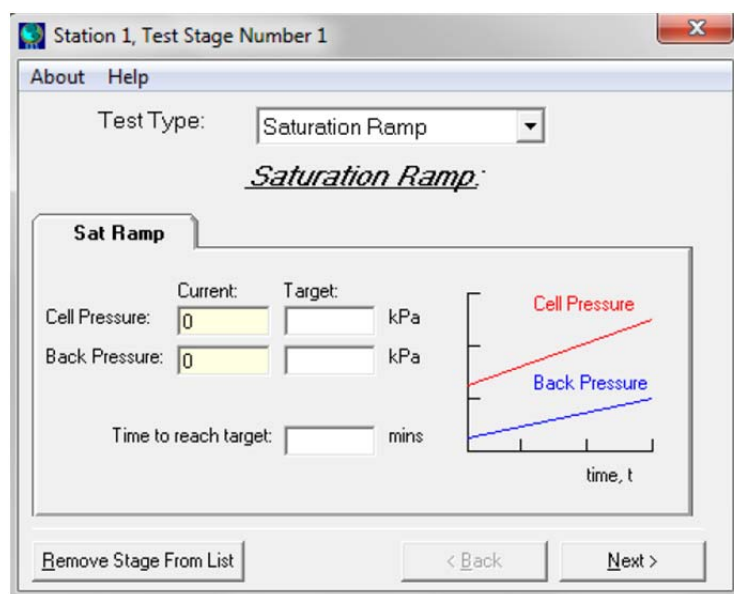 Station 1, Test Stage Number 1
x
About Help
Test Type: Saturation Ramp
Saturation Ramp:
Sat Ramp
Current: Target:
Cell Pressure: 0 kPa
Back Pressure: 0 kPa
Time to reach target: mins
Cell Pressure
Back Pressure
time, t
Remove Stage From List < Back Next >